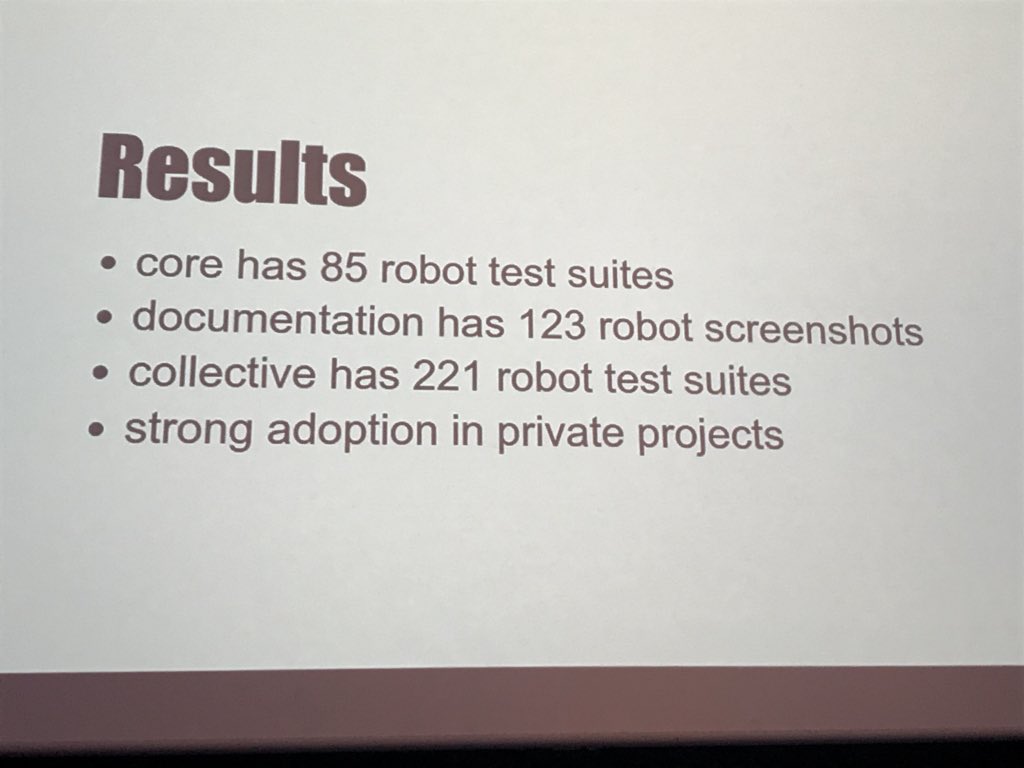 Results
• core has 85 robot test suites
• documentation has 123 robot screenshots
• collective has 221 robot test suites
• strong adoption in private projects